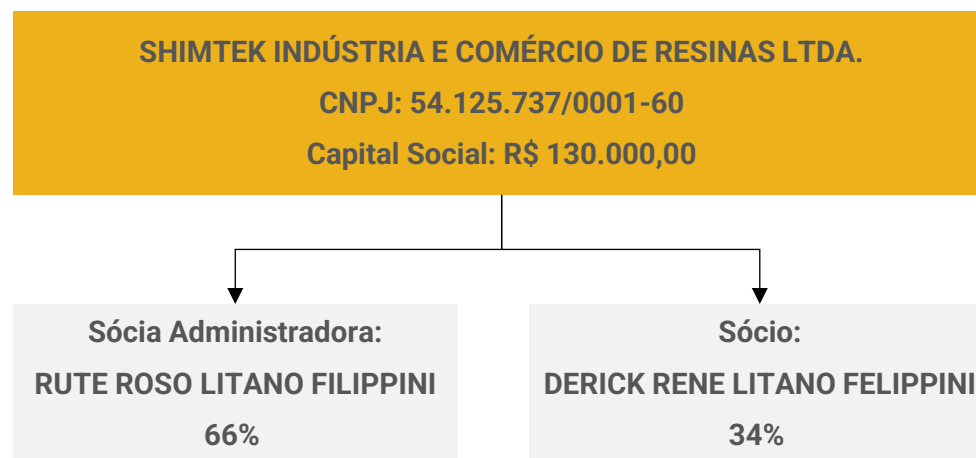 SHIMTEK INDÚSTRIA E COMÉRCIO DE RESINAS LTDA.
CNPJ: 54.125.737/0001-60
Capital Social: R$ 130.000,00
Sócia Administradora:
RUTE ROSO LITANO FILIPPINI
66%
Sócio:
DERICK RENE LITANO FELIPPINI
34%